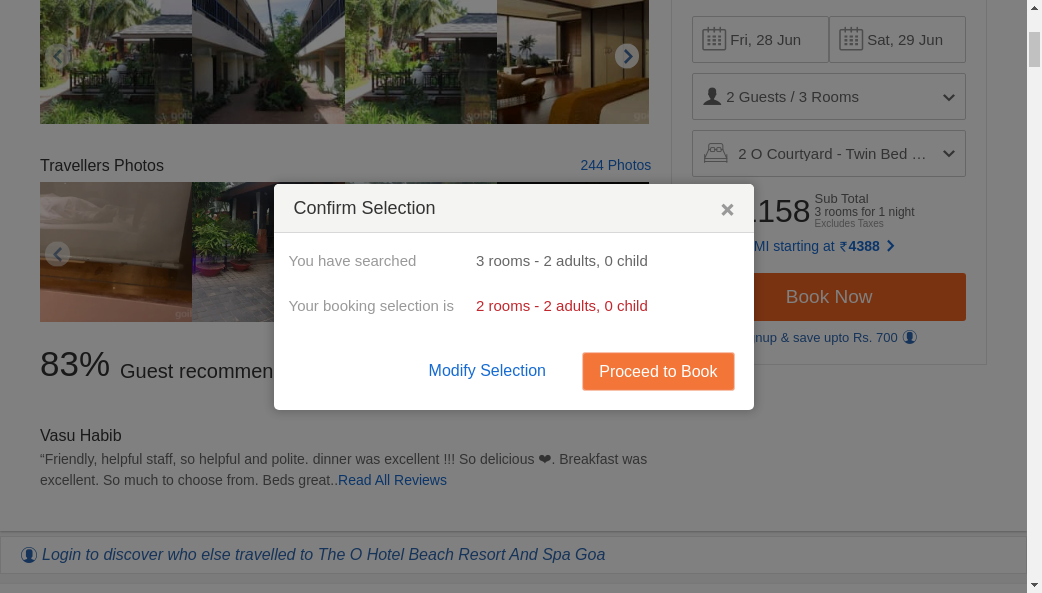 Fri, 28 Jun
Sat, 29 Jun
2 Guests / 3 Rooms
Travellers Photos
244 Photos
2 O Courtyard - Twin Bed ...
Confirm Selection
158
Sub Total
3 rooms for 1 night
Excludes Taxes
MI starting at ₹4388
You have searched
3 rooms - 2 adults, 0 child
Your booking selection is
2 rooms - 2 adults, 0 child
Book Now
nup & save upto Rs. 700
83% Guest recommen
Modify Selection
Proceed to Book
Vasu Habib
“Friendly, helpful staff, so helpful and polite. dinner was excellent !!! So delicious ❤. Breakfast was
excellent. So much to choose from. Beds great..Read All Reviews
Login to discover who else travelled to The O Hotel Beach Resort And Spa Goa